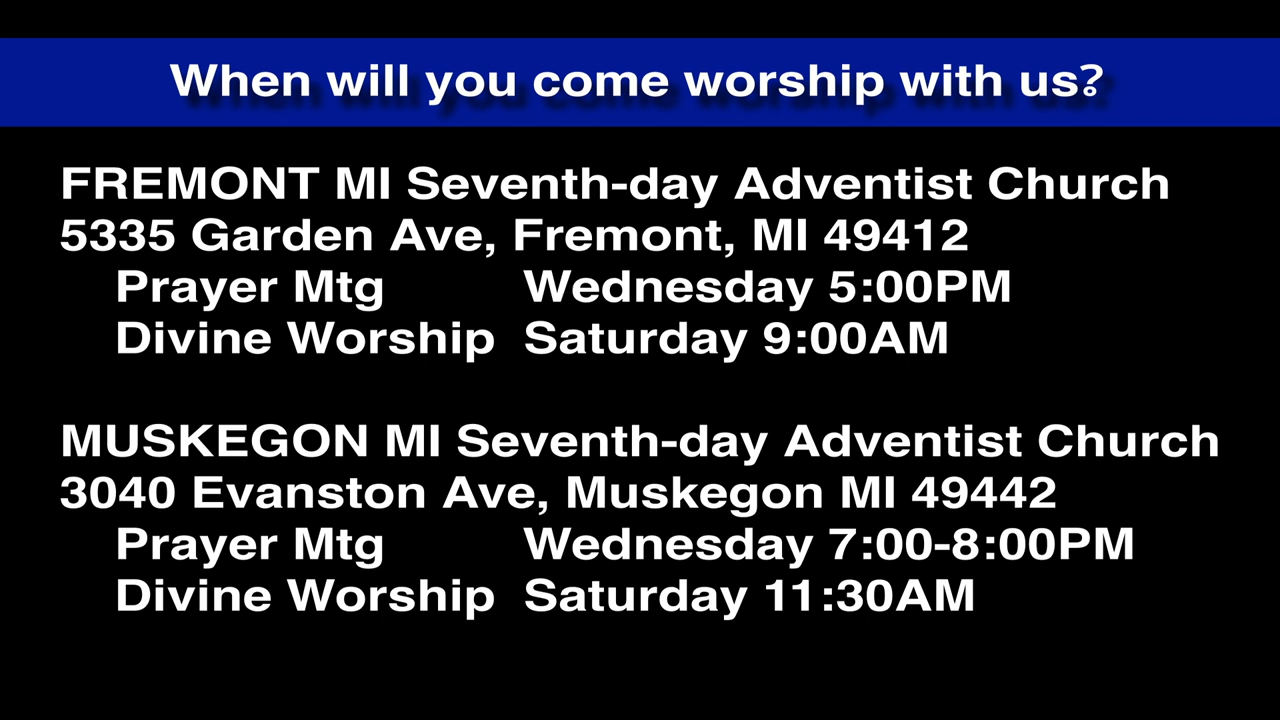 When will you come worship with us?
FREMONT MI Seventh-day Adventist Church
5335 Garden Ave, Fremont, MI 49412
Prayer Mtg Wednesday 5:00PM
Divine Worship Saturday 9:00AM
MUSKEGON MI Seventh-day Adventist Church
3040 Evanston Ave, Muskegon MI 49442
Prayer Mtg Wednesday 7:00-8:00PM
Divine Worship Saturday 11:30AM